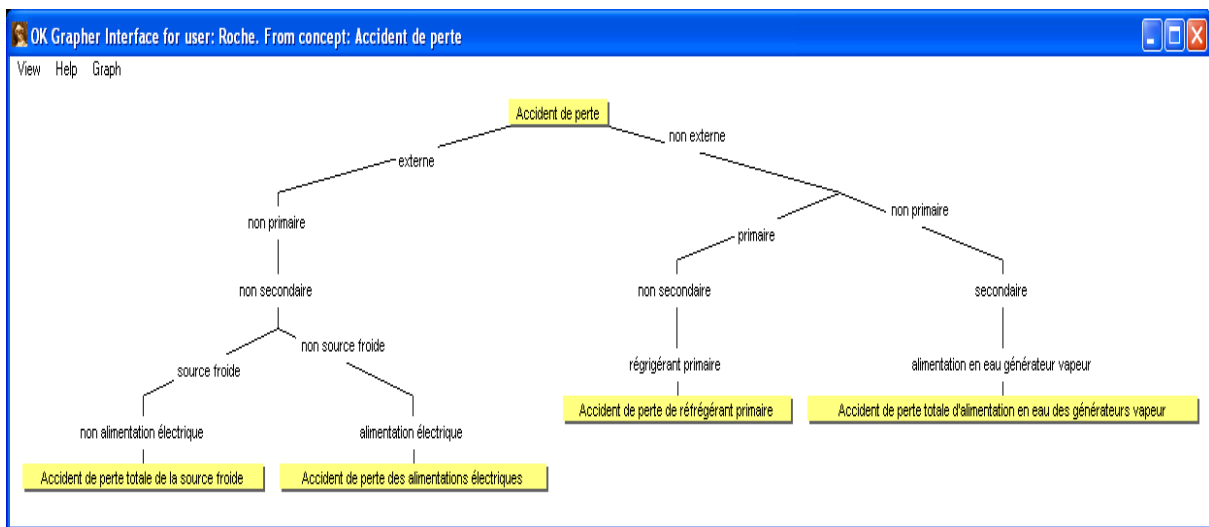 OK Grapher Interface for user: Roche. From concept: Accident de perte
View Help Graph
Accident de perte
non externe
externe
non primaire
non primaire
primaire
non secondaire
non secondaire
secondaire
non source froide
source froide
régrigérant primaire
alimentation en eau générateur vapeur
Accident de perte de réfrégérant primaire
Accident de perte totale d'alimentation en eau des générateurs vapeur
non alimentation électrique
alimentation électrique
Accident de perte totale de la source froide
Accident de perte des alimentations électriques